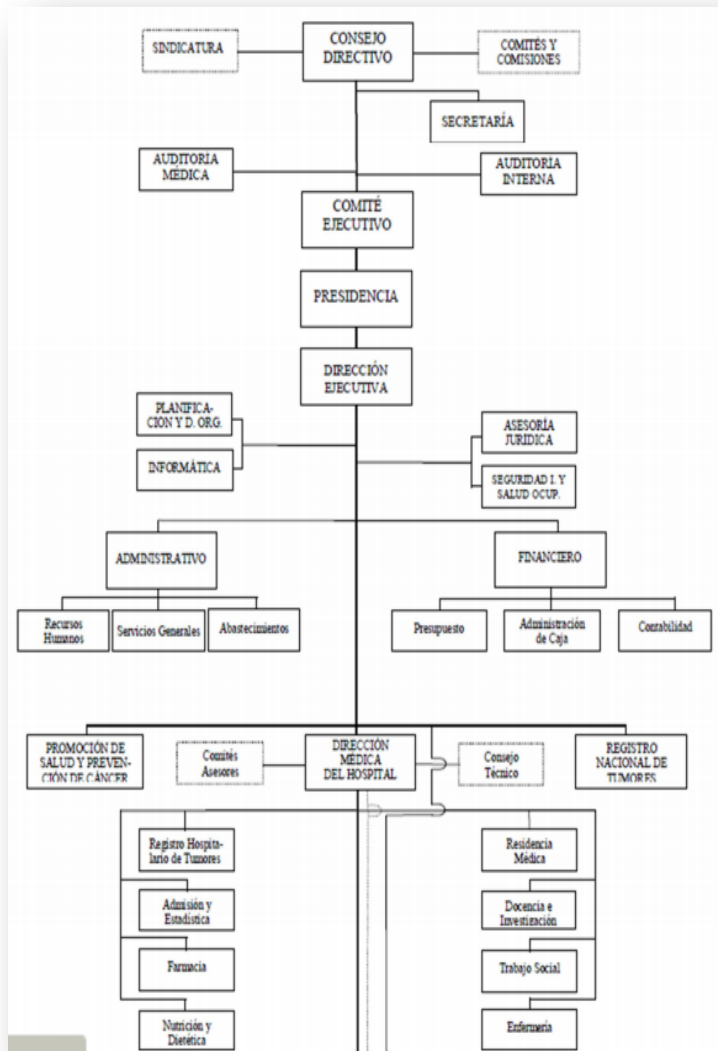 SINDICATURA
CONSEJO
DIRECTIVO
COMITÉS Y
COMISIONES
SECRETARÍA
AUDITORIA
MÉDICA
AUDITORIA
INTERNA
COMITÉ
EJECUTIVO
PRESIDENCIA
DIRECCIÓN
EJECUTIVA
PLANIFICA-
CION Y D. ORG.
INFORMÁTICA
ASESORÍA
JURÍDICA
SEGURIDAD I. Y
SALUD OCUP.
ADMINISTRATIVO
FINANCIERO
Recursos
Humanos
Servicios Generales
Abastecimientos
Presupuesto
Administración
de Caja
Contabilidad
PROMOCIÓN DE
SALUD Y PREVEN-
CIÓN DE CÁNCER
Comités
Asesores
DIRECCIÓN
MÉDICA
DEL HOSPITAL
Consejo
Técnico
REGISTRO
NACIONAL DE
TUMORES
Registro Hospita-
lario de Tumores
Residencia
Médica
Admisión y
Estadística
Docencia e
Investigación
Farmacia
Trabajo Social
Nutrición y
Dietética
Enfermería